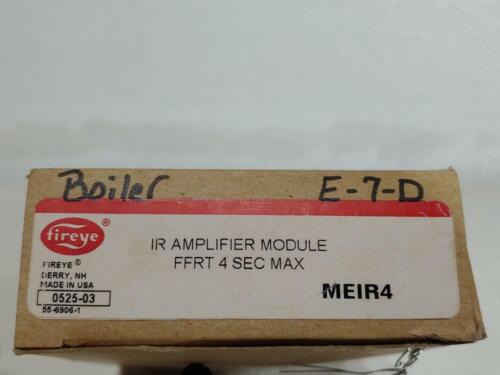 Boiler E-7-D
fireye®
IR AMPLIFIER MODULE
FFRT 4 SEC MAX
FIREYE®
DERRY, NH
MADE IN USA
MEIR4
0525-03
55-6906-1